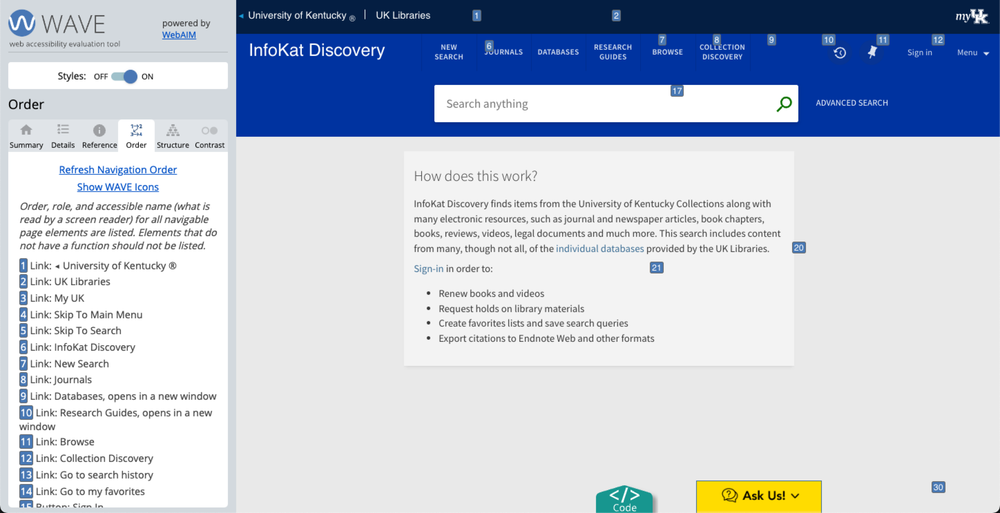 WAVE
powered by
WebAIM
web accessibility evaluation tool
Styles: OFF ON
Order
Summary Details Reference Order Structure Contrast
Refresh Navigation Order
Show WAVE Icons
Order, role, and accessible name (what is
read by a screen reader) for all navigable
page elements are listed. Elements that do
not have a function should not be listed.
1 Link: ◂ University of Kentucky ®
2 Link: UK Libraries
3 Link: My UK
4 Link: Skip To Main Menu
5 Link: Skip To Search
6 Link: InfoKat Discovery
7 Link: New Search
8 Link: Journals
9 Link: Databases, opens in a new window
10 Link: Research Guides, opens in a new
window
11 Link: Browse
12 Link: Collection Discovery
13 Link: Go to search history
14 Link: Go to my favorites
15 Button: Sign In
◂ University of Kentucky ® | UK Libraries 1 2 myUK
InfoKat Discovery
NEW
SEARCH
6
JOURNALS
DATABASES
RESEARCH
GUIDES
7
BROWSE
8
COLLECTION
DISCOVERY
9
10
11
12
Sign in
Menu
17
Search anything
ADVANCED SEARCH
How does this work?
InfoKat Discovery finds items from the University of Kentucky Collections along with
many electronic resources, such as journal and newspaper articles, book chapters,
books, reviews, videos, legal documents and much more. This search includes content
from many, though not all, of the individual databases provided by the UK Libraries. 20
Sign-in in order to: 21
• Renew books and videos
• Request holds on library materials
• Create favorites lists and save search queries
• Export citations to Endnote Web and other formats
</>
Code
Ask Us!
30